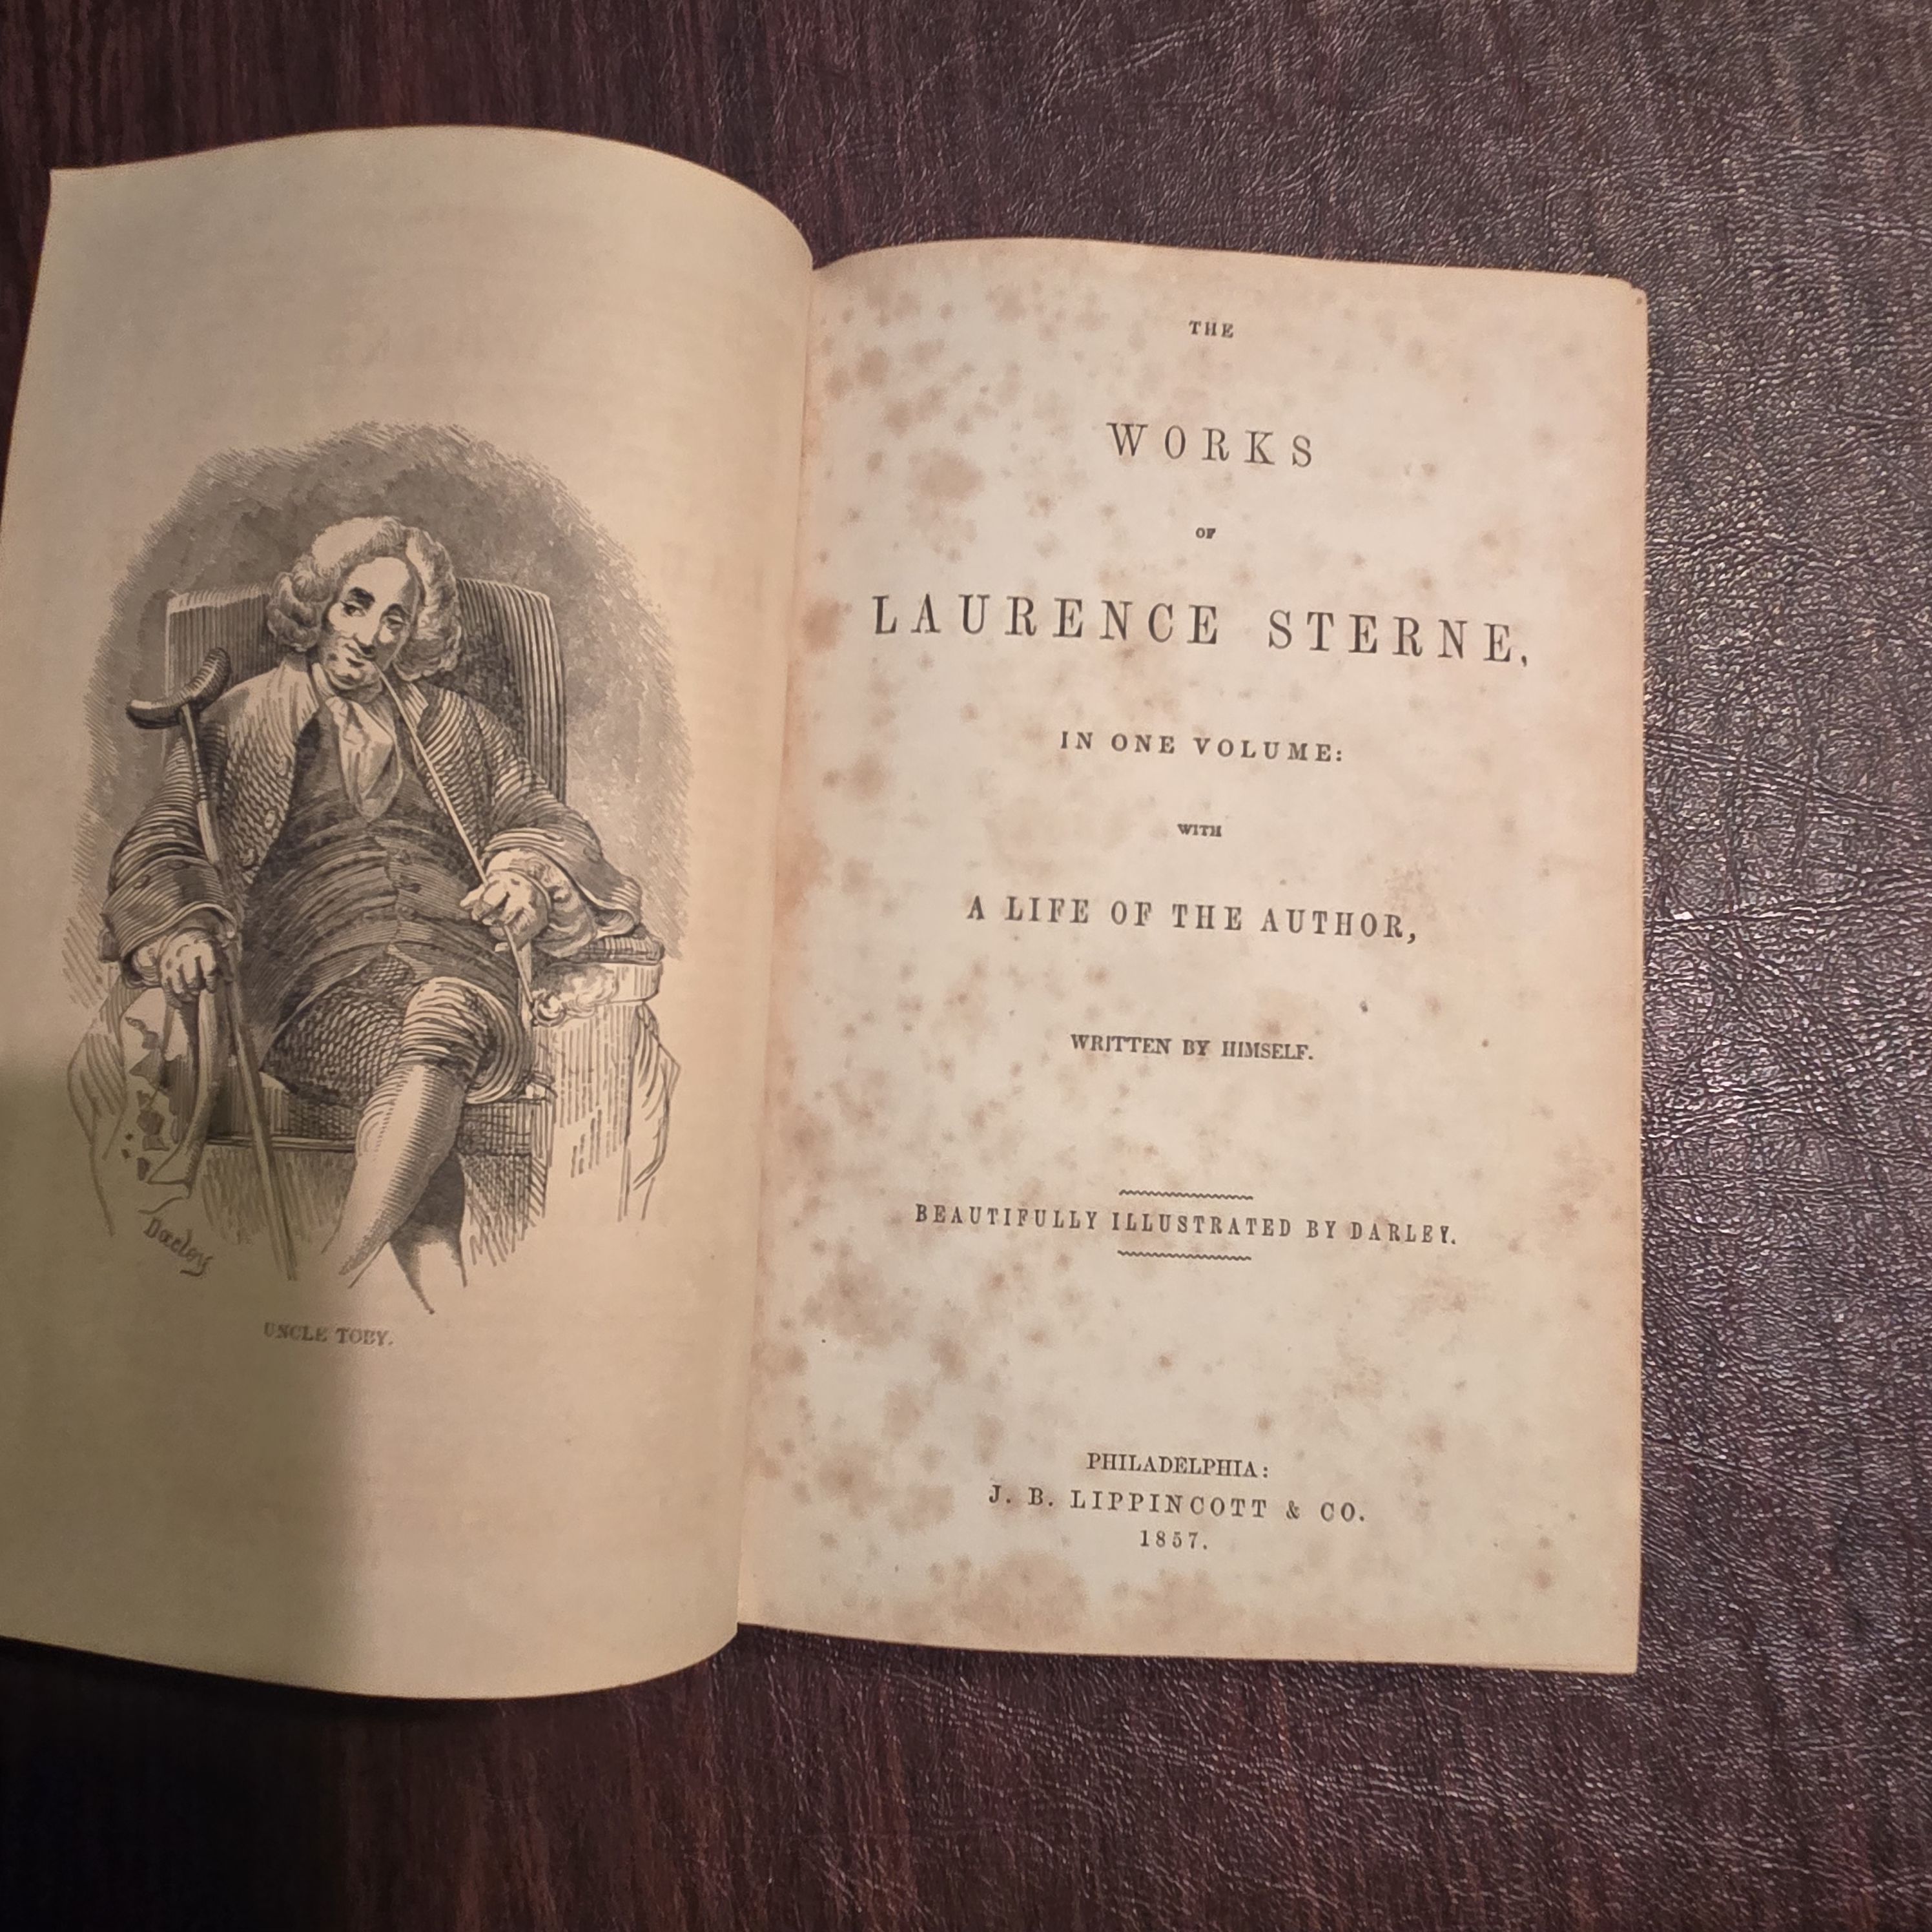 Darley
UNCLE TOBY.
THE
WORKS
OF
LAURENCE STERNE,
IN ONE VOLUME:
WITH
A LIFE OF THE AUTHOR,
WRITTEN BY HIMSELF.
BEAUTIFULLY ILLUSTRATED BY DARLEY.
PHILADELPHIA:
J. B. LIPPINCOTT & CO.
1857.